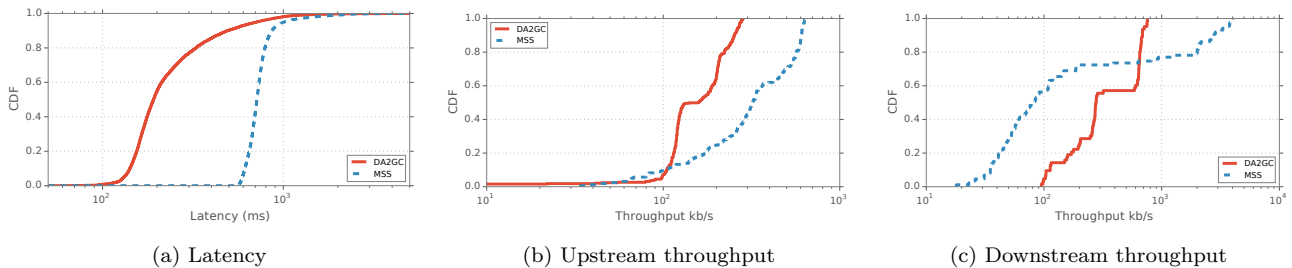 1.0
0.8
0.6
0.4
0.2
0.0
CDF
10²
10³
Latency (ms)
DA2GC
MSS
(a) Latency
1.0
0.8
0.6
0.4
0.2
0.0
CDF
10¹
10²
10³
Throughput kb/s
DA2GC
MSS
(b) Upstream throughput
1.0
0.8
0.6
0.4
0.2
0.0
CDF
10¹
10²
10³
10⁴
Throughput kb/s
DA2GC
MSS
(c) Downstream throughput